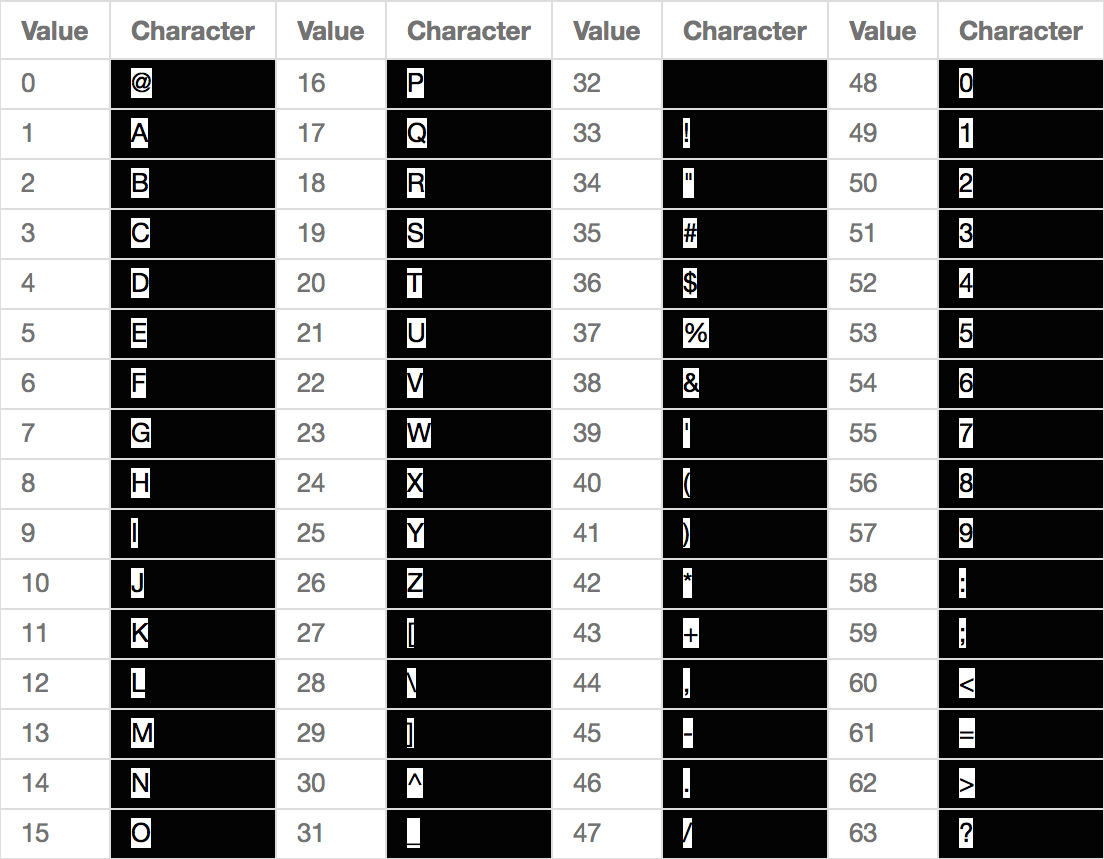 Value Character Value Character Value Character Value Character
0 @ 16 P 32 48 0
1 A 17 Q 33 ! 49 1
2 B 18 R 34 " 50 2
3 C 19 S 35 # 51 3
4 D 20 T 36 $ 52 4
5 E 21 U 37 % 53 5
6 F 22 V 38 & 54 6
7 G 23 W 39 ' 55 7
8 H 24 X 40 ( 56 8
9 I 25 Y 41 ) 57 9
10 J 26 Z 42 * 58 :
11 K 27 [ 43 + 59 ;
12 L 28 \ 44 , 60 <
13 M 29 ] 45 - 61 =
14 N 30 ^ 46 . 62 >
15 O 31 _ 47 / 63 ?